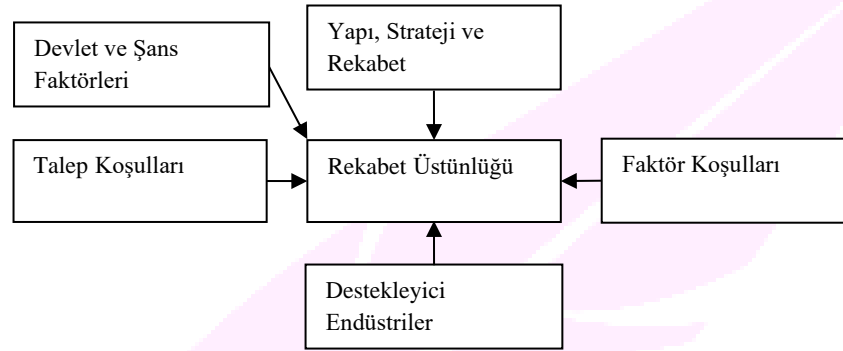 Devlet ve Şans
Faktörleri
Yapı, Strateji ve
Rekabet
Talep Koşulları
Rekabet Üstünlüğü
Faktör Koşulları
Destekleyici
Endüstriler